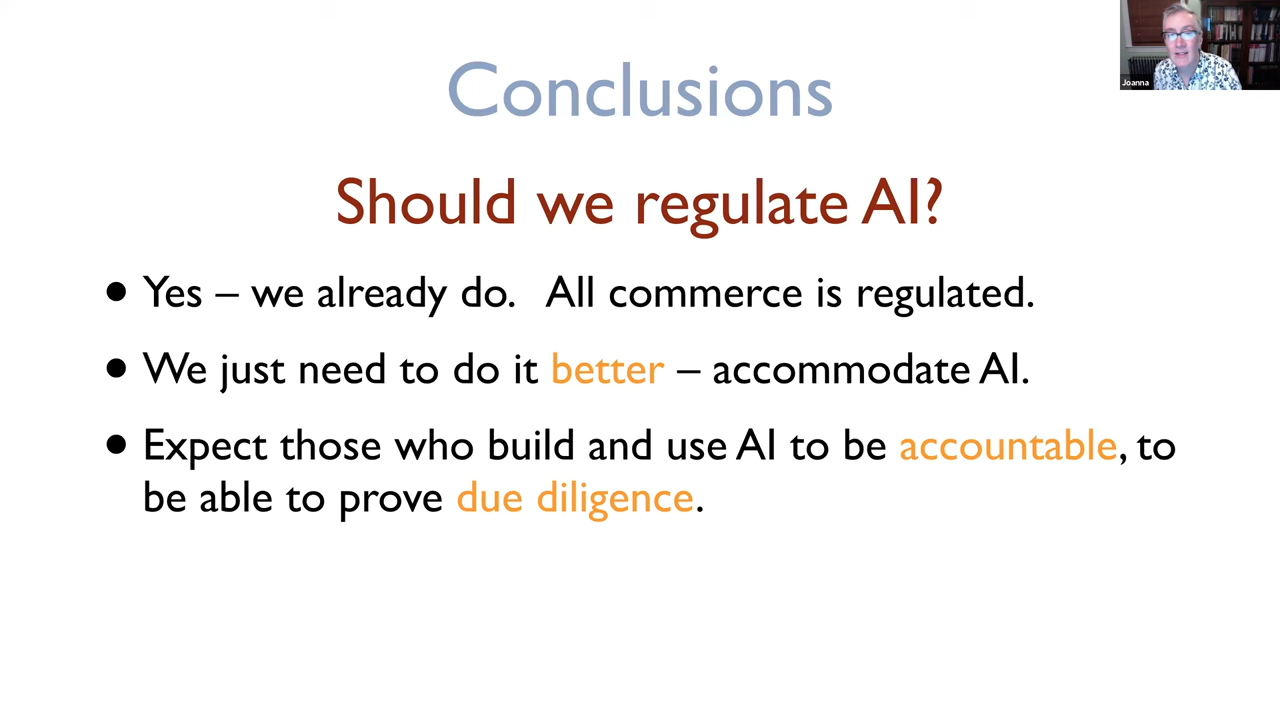 Joanna
Conclusions
Should we regulate AI?
• Yes – we already do. All commerce is regulated.
• We just need to do it better – accommodate AI.
• Expect those who build and use AI to be accountable, to
be able to prove due diligence.